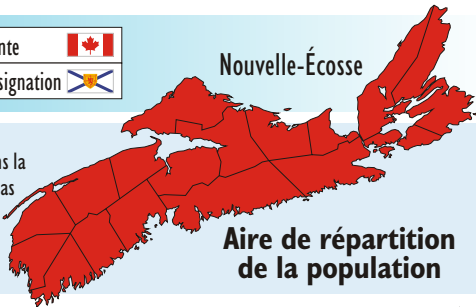 nte
signation
Nouvelle-Écosse
ns la
as
Aire de répartition
de la population